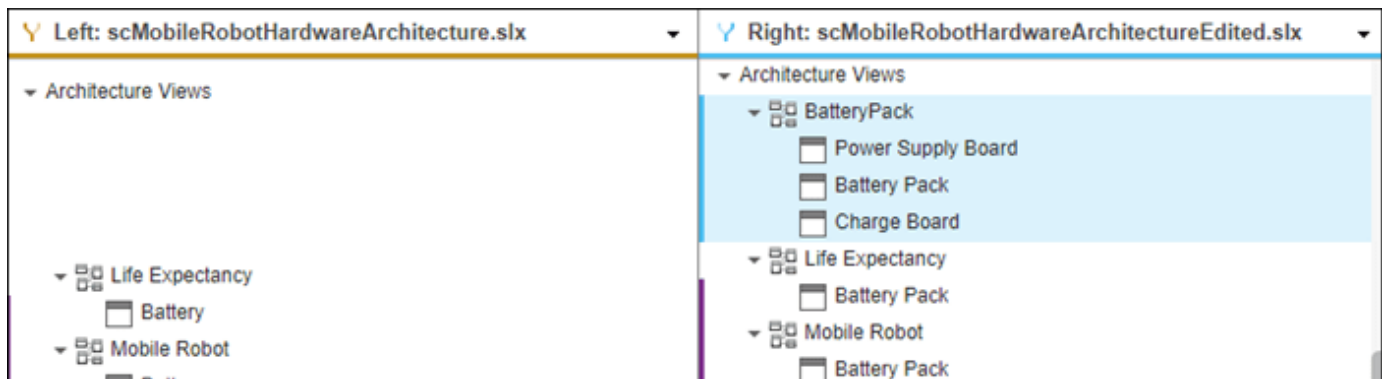 Left: scMobileRobotHardwareArchitecture.slx
Architecture Views
Life Expectancy
Battery
Mobile Robot
Right: scMobileRobotHardwareArchitectureEdited.slx
Architecture Views
BatteryPack
Power Supply Board
Battery Pack
Charge Board
Life Expectancy
Battery Pack
Mobile Robot
Battery Pack